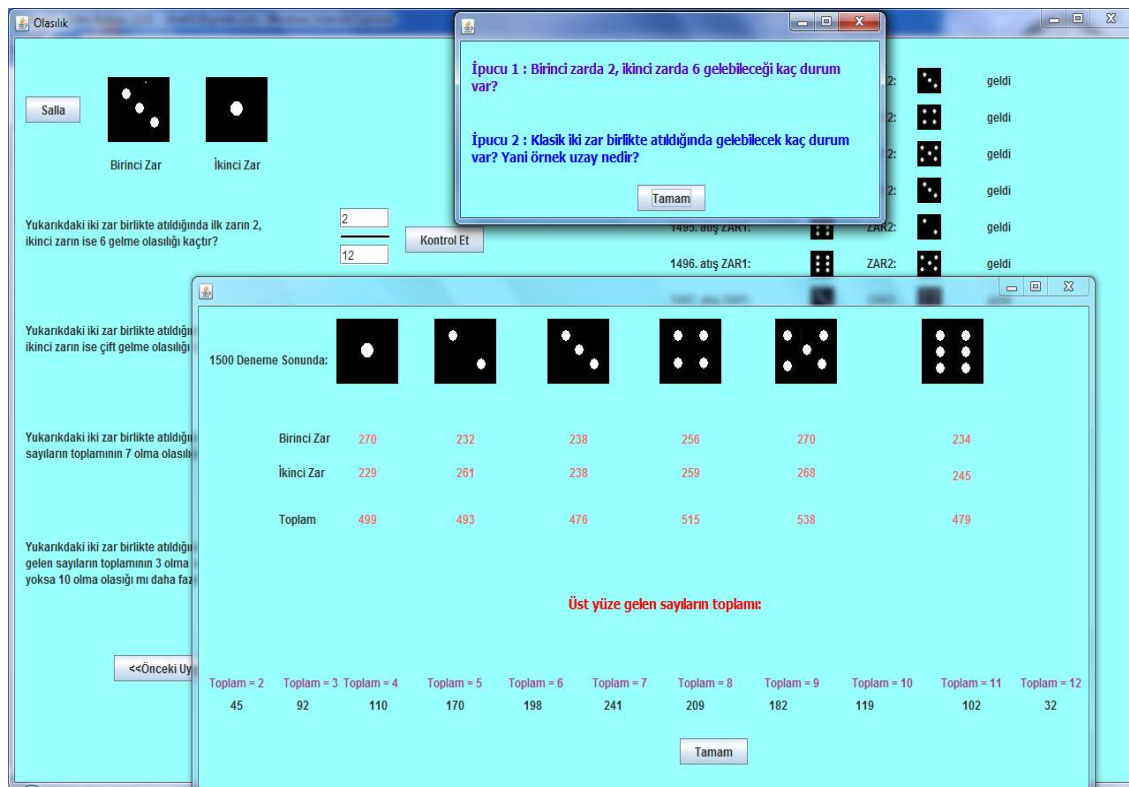 Olasılık
İpucu 1 : Birinci zarda 2, ikinci zarda 6 gelebileceği kaç durum
var?
İpucu 2 : Klasik iki zar birlikte atıldığında gelebilecek kaç durum
var? Yani örnek uzay nedir?
Tamam
Salla
Birinci Zar İkinci Zar
2: geldi
geldi
2: geldi
2: geldi
1495. atış ZAR1: ZAR2: geldi
1496. atış ZAR1: ZAR2: geldi
Yukarıkdaki iki zar birlikte atıldığında ilk zarın 2,
ikinci zarın ise 6 gelme olasılığı kaçtır?
2
12
Kontrol Et
Yukarıkdaki iki zar birlikte atıldığın
ikinci zarın ise çift gelme olasılığı
Yukarıkdaki iki zar birlikte atıldığın
sayıların toplamının 7 olma olasılı
Yukarıkdaki iki zar birlikte atıldığın
gelen sayıların toplamının 3 olma
yoksa 10 olma olasığı mı daha faz
<<Önceki Uy
1500 Deneme Sonunda:
Birinci Zar 270 232 238 256 270 234
İkinci Zar 229 261 238 259 268 245
Toplam 499 493 476 515 538 479
Üst yüze gelen sayıların toplamı:
Toplam = 2 Toplam = 3 Toplam = 4 Toplam = 5 Toplam = 6 Toplam = 7 Toplam = 8 Toplam = 9 Toplam = 10 Toplam = 11 Toplam = 12
45 92 110 170 198 241 209 182 119 102 32
Tamam